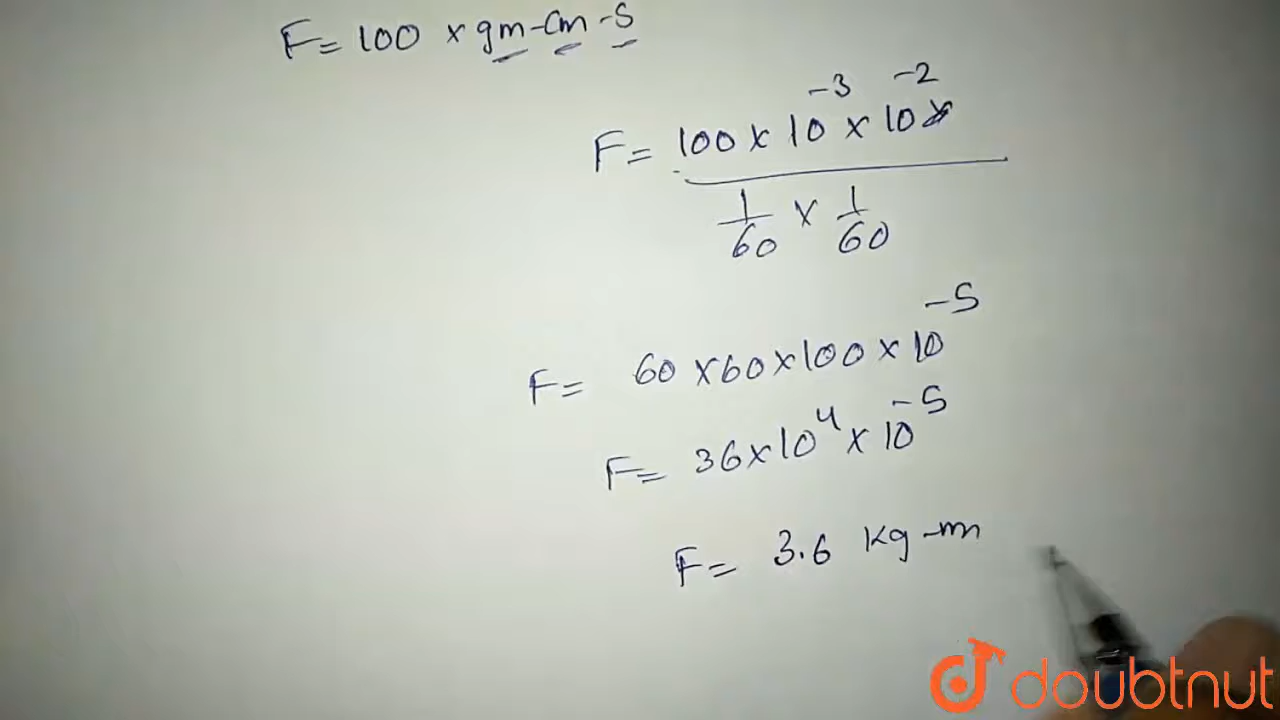 F = 100 × gm-cm-s
F = 100 × 10^-3 × 10^-2
1/60 × 1/60
F = 60 × 60 × 100 × 10^-5
F = 36 × 10^4 × 10^-5
F = 3.6 kg-m
doubtnut